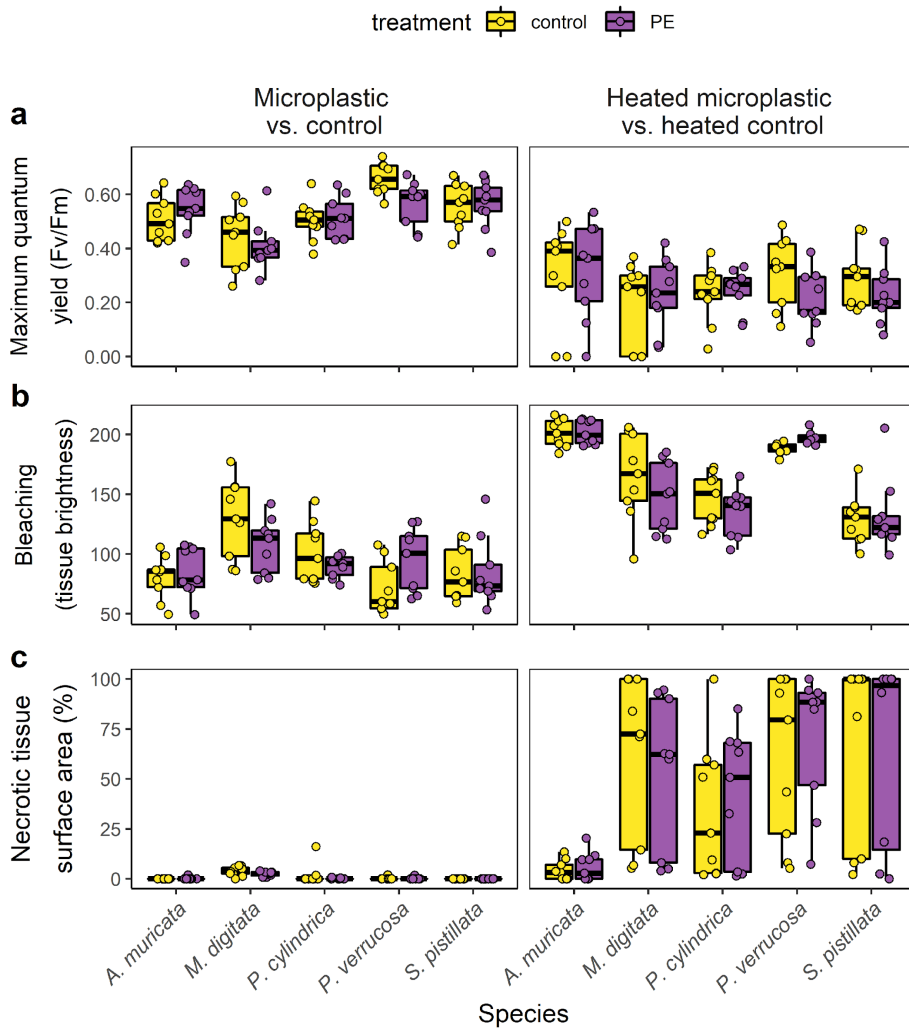 treatment control PE
a
Microplastic
vs. control
Heated microplastic
vs. heated control
Maximum quantum
yield (Fv/Fm)
0.60
0.40
0.20
0.00
b
Bleaching
(tissue brightness)
200
150
100
50
c
Necrotic tissue
surface area (%)
100
75
50
25
0
A. muricata
M. digitata
P. cylindrica
P. verrucosa
S. pistillata
A. muricata
M. digitata
P. cylindrica
P. verrucosa
S. pistillata
Species